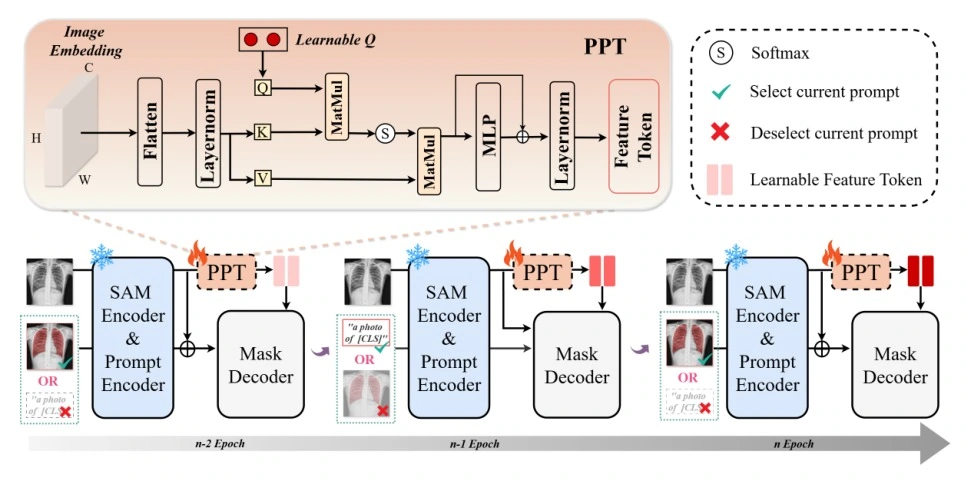 Image
Embedding
C
H
W
Flatten
Layernorm
Learnable Q
Q
K
V
MatMul
S
MatMul
MLP
Layernorm
Feature
Token
PPT
S
Softmax
Select current prompt
Deselect current prompt
Learnable Feature Token
SAM
Encoder
&
Prompt
Encoder
PPT
Mask
Decoder
OR
"a photo
of [CLS
SAM
Encoder
&
Prompt
Encoder
PPT
Mask
Decoder
"a photo
of [CLS]"
OR
SAM
Encoder
&
Prompt
Encoder
PPT
Mask
Decoder
OR
"a photo
of [CLS
n-2 Epoch
n-1 Epoch
n Epoch